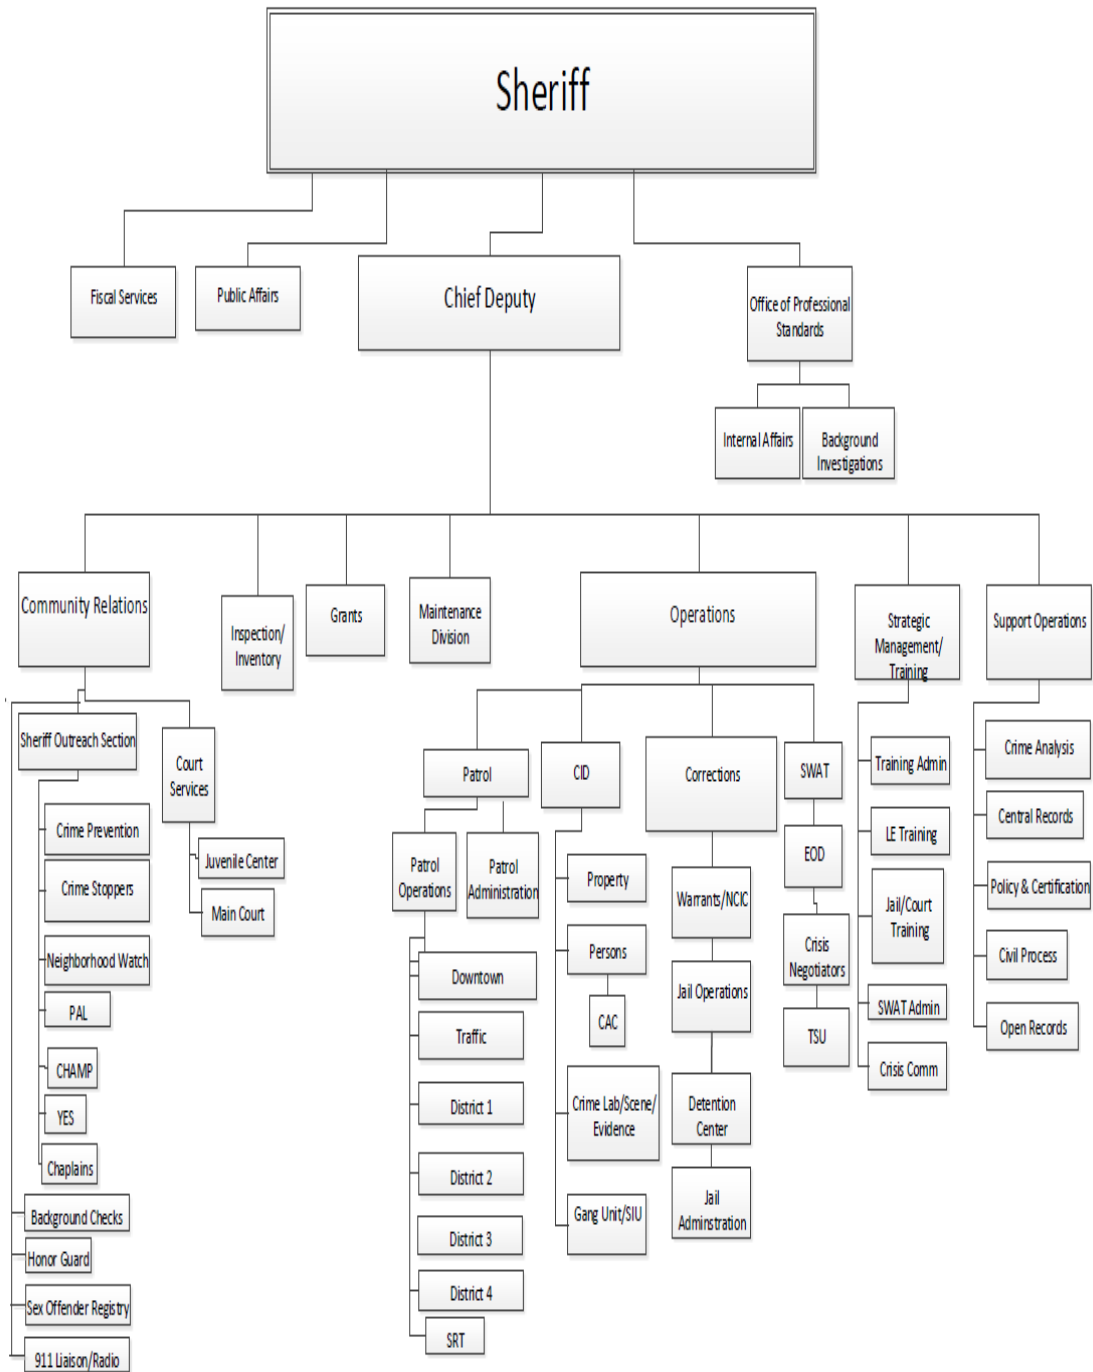 Sheriff
Fiscal Services
Public Affairs
Chief Deputy
Office of Professional
Standards
Internal Affairs
Background
Investigations
Community Relations
Inspection/
Inventory
Grants
Maintenance
Division
Operations
Strategic
Management/
Training
Support Operations
Sheriff Outreach Section
Court
Services
Crime Prevention
Crime Stoppers
Neighborhood Watch
PAL
CHAMP
YES
Chaplains
Juvenile Center
Main Court
Background Checks
Honor Guard
Sex Offender Registry
911 Liaison/Radio
Patrol
Patrol
Operations
Patrol
Administration
Downtown
Traffic
District 1
District 2
District 3
District 4
SRT
CID
Property
Persons
CAC
Crime Lab/Scene/
Evidence
Gang Unit/SIU
Corrections
Warrants/NCIC
Jail Operations
Detention
Center
Jail
Adminstration
SWAT
EOD
Crisis
Negotiators
TSU
Training Admin
LE Training
Jail/Court
Training
SWAT Admin
Crisis Comm
Crime Analysis
Central Records
Policy & Certification
Civil Process
Open Records